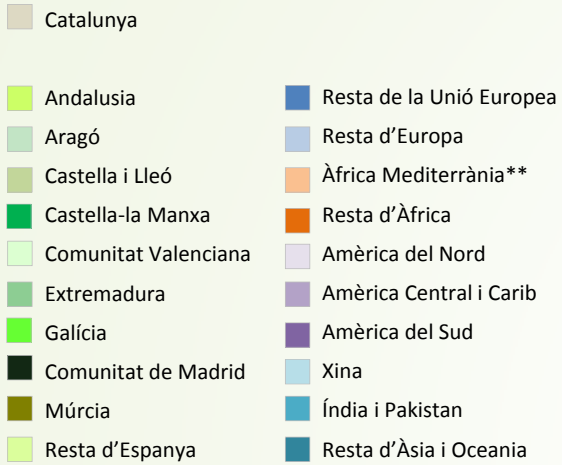 Catalunya
Andalusia
Aragó
Castella i Lleó
Castella-la Manxa
Comunitat Valenciana
Extremadura
Galícia
Comunitat de Madrid
Múrcia
Resta d'Espanya
Resta de la Unió Europea
Resta d'Europa
Àfrica Mediterrània**
Resta d'Àfrica
Amèrica del Nord
Amèrica Central i Carib
Amèrica del Sud
Xina
Índia i Pakistan
Resta d'Àsia i Oceania